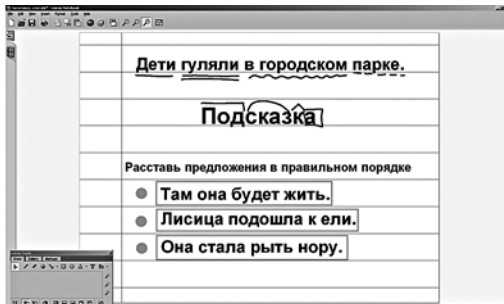 Дети гуляли в городском парке.
Подсказка
Расставь предложения в правильном порядке
Там она будет жить.
Лисица подошла к ели.
Она стала рыть нору.